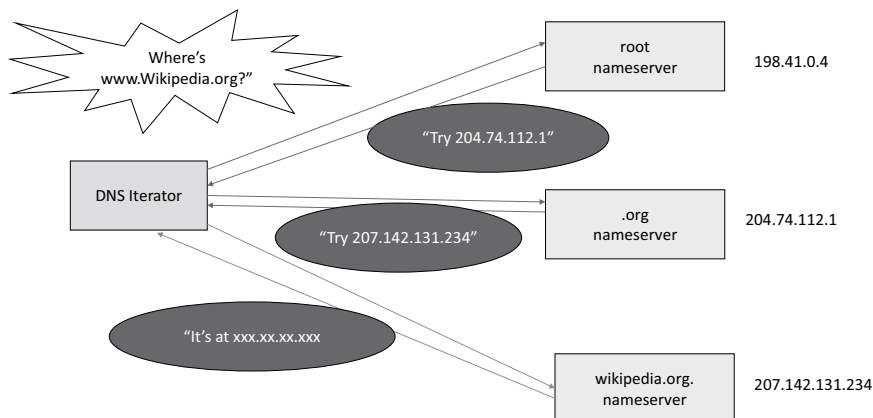 Where's
www.Wikipedia.org?"
root
nameserver
198.41.0.4
"Try 204.74.112.1"
DNS Iterator
.org
nameserver
204.74.112.1
"Try 207.142.131.234"
"It's at xxx.xx.xx.xxx
wikipedia.org.
nameserver
207.142.131.234